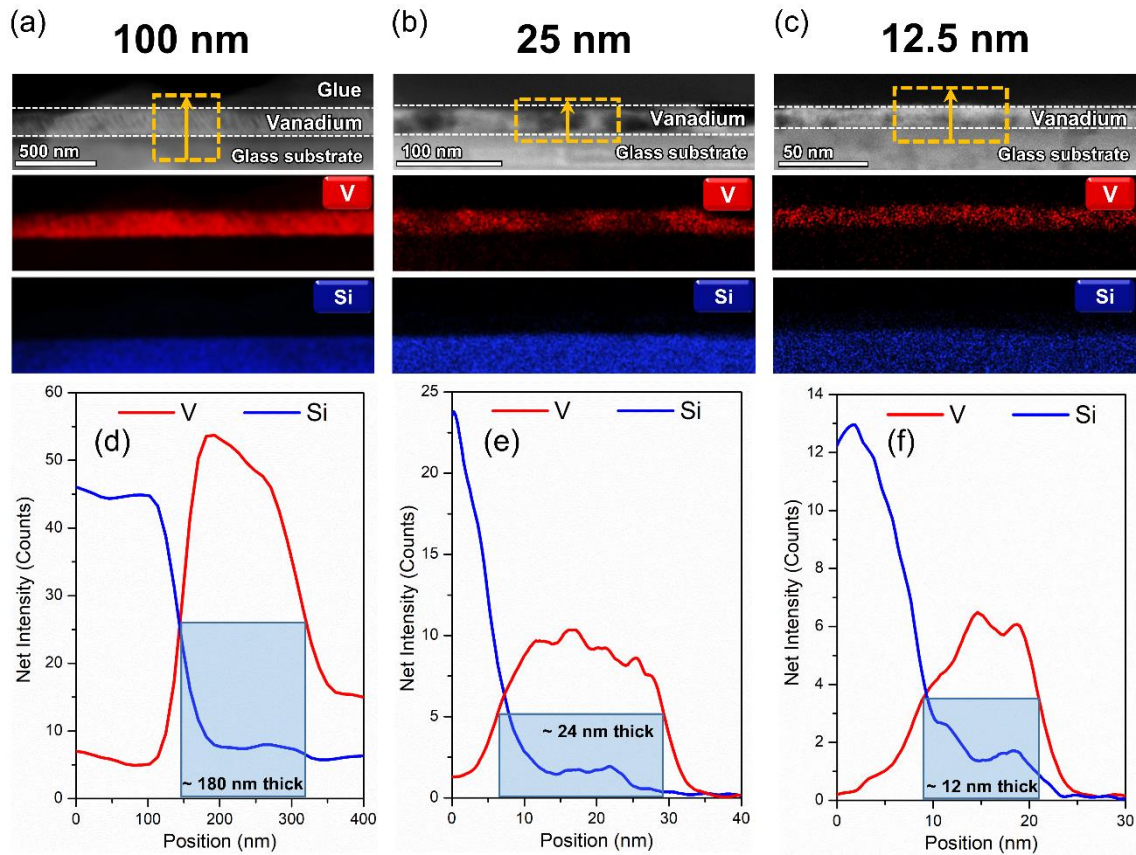 (a)
100 nm
(b)
25 nm
(c)
12.5 nm
Glue
Vanadium
Glass substrate
500 nm
Vanadium
Glass substrate
100 nm
Vanadium
Glass substrate
50 nm
V
V
V
Si
Si
Si
60
50
40
30
20
10
0
Net Intensity (Counts)
V
Si
(d)
~ 180 nm thick
0
100
200
300
400
Position (nm)
25
20
15
10
5
0
Net Intensity (Counts)
V
Si
(e)
~ 24 nm thick
0
10
20
30
40
Position (nm)
14
12
10
8
6
4
2
0
Net Intensity (Counts)
V
Si
(f)
~ 12 nm thick
0
10
20
30
Position (nm)